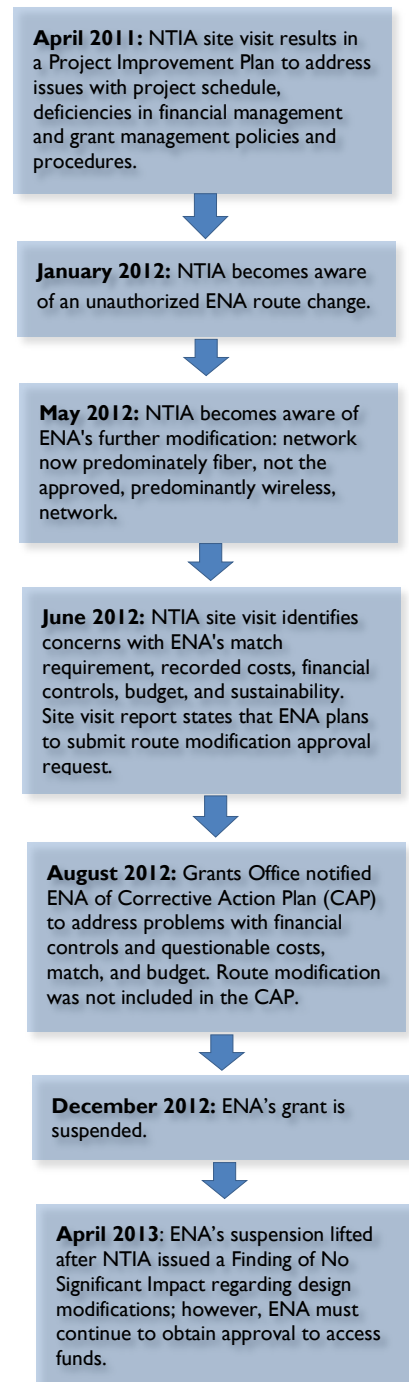 April 2011: NTIA site visit results in
a Project Improvement Plan to address
issues with project schedule,
deficiencies in financial management
and grant management policies and
procedures.
January 2012: NTIA becomes aware
of an unauthorized ENA route change.
May 2012: NTIA becomes aware of
ENA's further modification: network
now predominately fiber, not the
approved, predominantly wireless,
network.
June 2012: NTIA site visit identifies
concerns with ENA's match
requirement, recorded costs, financial
controls, budget, and sustainability.
Site visit report states that ENA plans
to submit route modification approval
request.
August 2012: Grants Office notified
ENA of Corrective Action Plan (CAP)
to address problems with financial
controls and questionable costs,
match, and budget. Route modification
was not included in the CAP.
December 2012: ENA’s grant is
suspended.
April 2013: ENA’s suspension lifted
after NTIA issued a Finding of No
Significant Impact regarding design
modifications; however, ENA must
continue to obtain approval to access
funds.